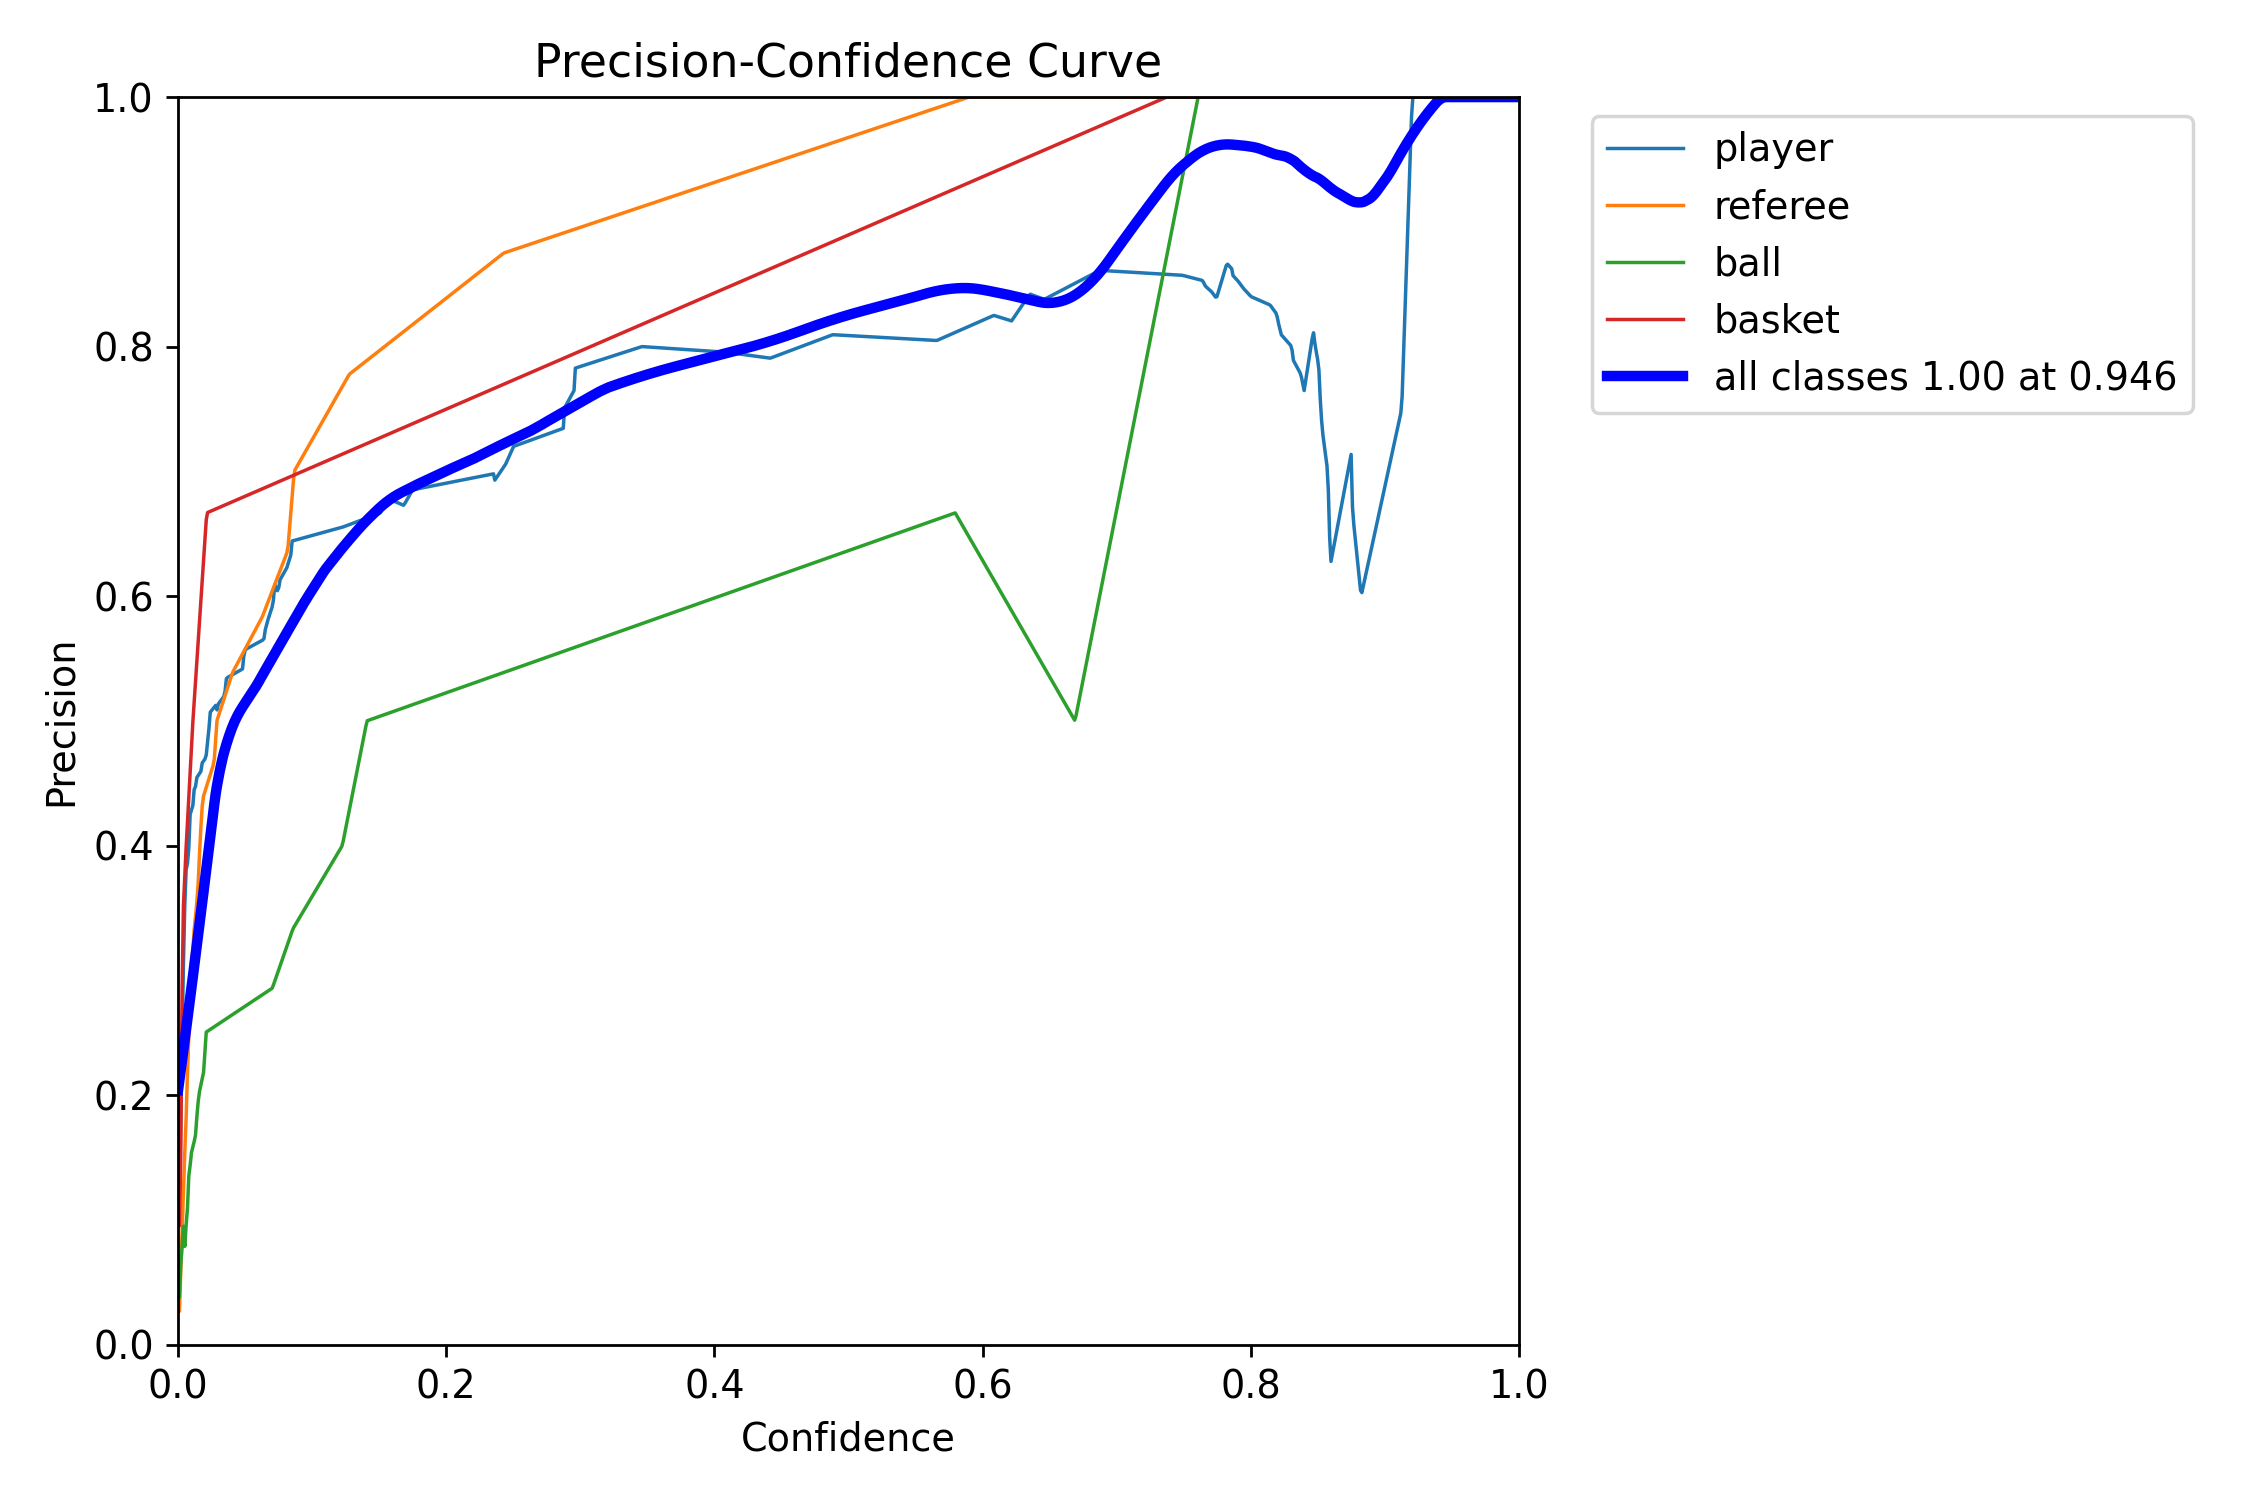 Precision-Confidence Curve
1.0
0.8
0.6
0.4
0.2
0.0
Precision
0.0 0.2 0.4 0.6 0.8 1.0
Confidence
player
referee
ball
basket
all classes 1.00 at 0.946